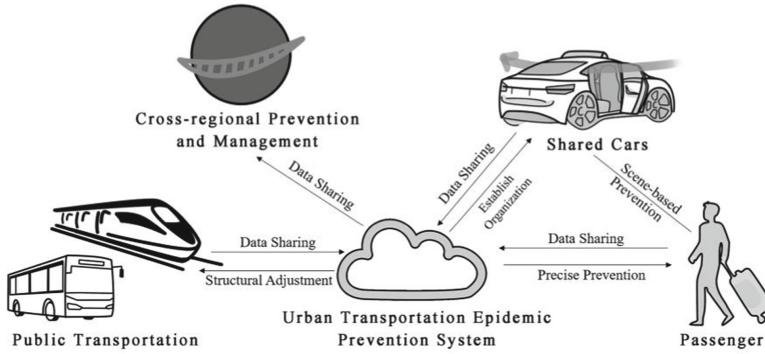 Cross-regional Prevention
and Management
Shared Cars
Data Sharing
Data Sharing
Establish
Organization
Scene-based
Prevention
Data Sharing
Structural Adjustment
Data Sharing
Precise Prevention
Public Transportation
Urban Transportation Epidemic
Prevention System
Passenger